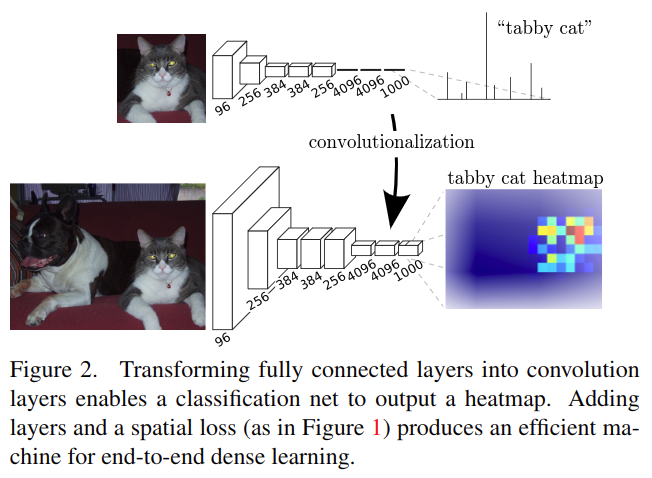 “tabby cat”
96
256
384
384
256
4096
4096
1000
convolutionalization
tabby cat heatmap
96
256
384
384
256
4096
4096
1000
Figure 2. Transforming fully connected layers into convolution
layers enables a classification net to output a heatmap. Adding
layers and a spatial loss (as in Figure 1) produces an efficient ma-
chine for end-to-end dense learning.